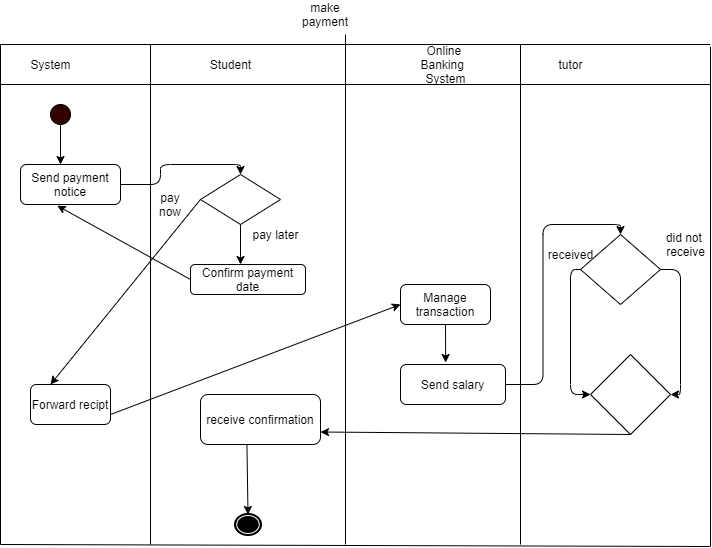 make
payment
System
Student
Online
Banking
System
tutor
Send payment
notice
pay
now
pay later
Confirm payment
date
received
did not
receive
Manage
transaction
Send salary
Forward recipt
receive confirmation